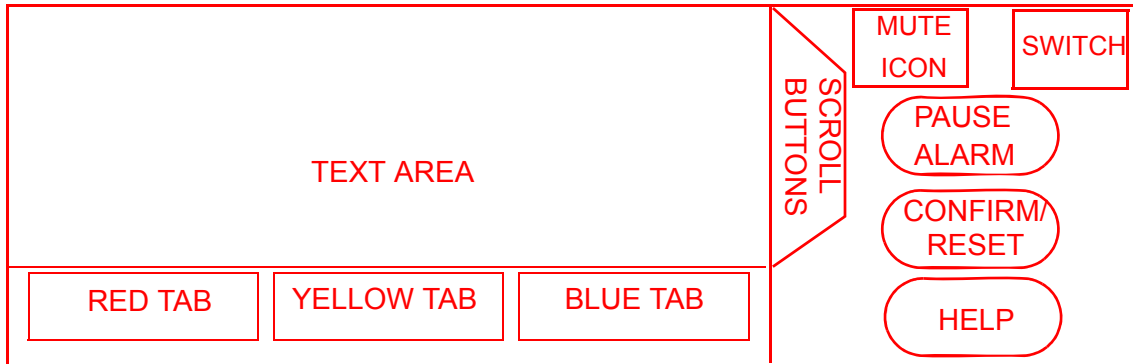 TEXT AREA
RED TAB
YELLOW TAB
BLUE TAB
SCROLL
BUTTONS
MUTE
ICON
SWITCH
PAUSE
ALARM
CONFIRM/
RESET
HELP